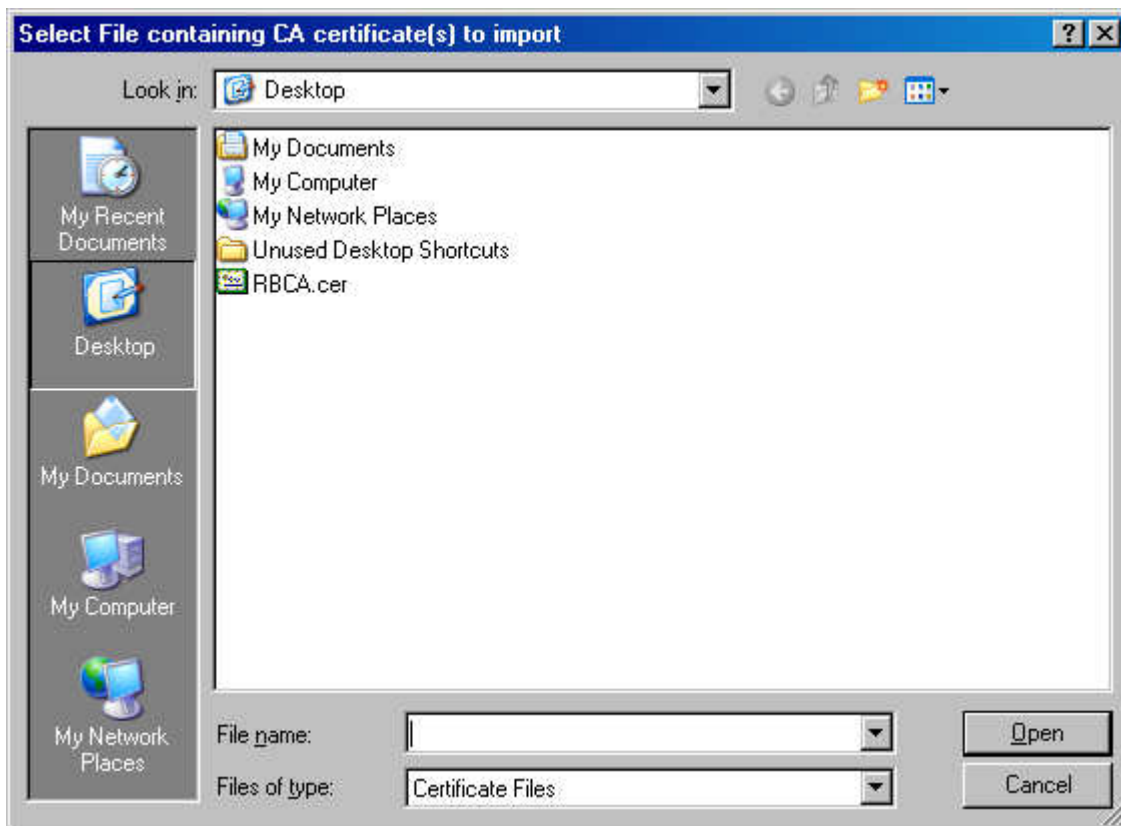 Select File containing CA certificate(s) to import
Look in:
Desktop
My Recent
Documents
Desktop
My Documents
My Computer
My Network
Places
My Documents
My Computer
My Network Places
Unused Desktop Shortcuts
RBCA.cer
File name:
Open
Files of type:
Certificate Files
Cancel